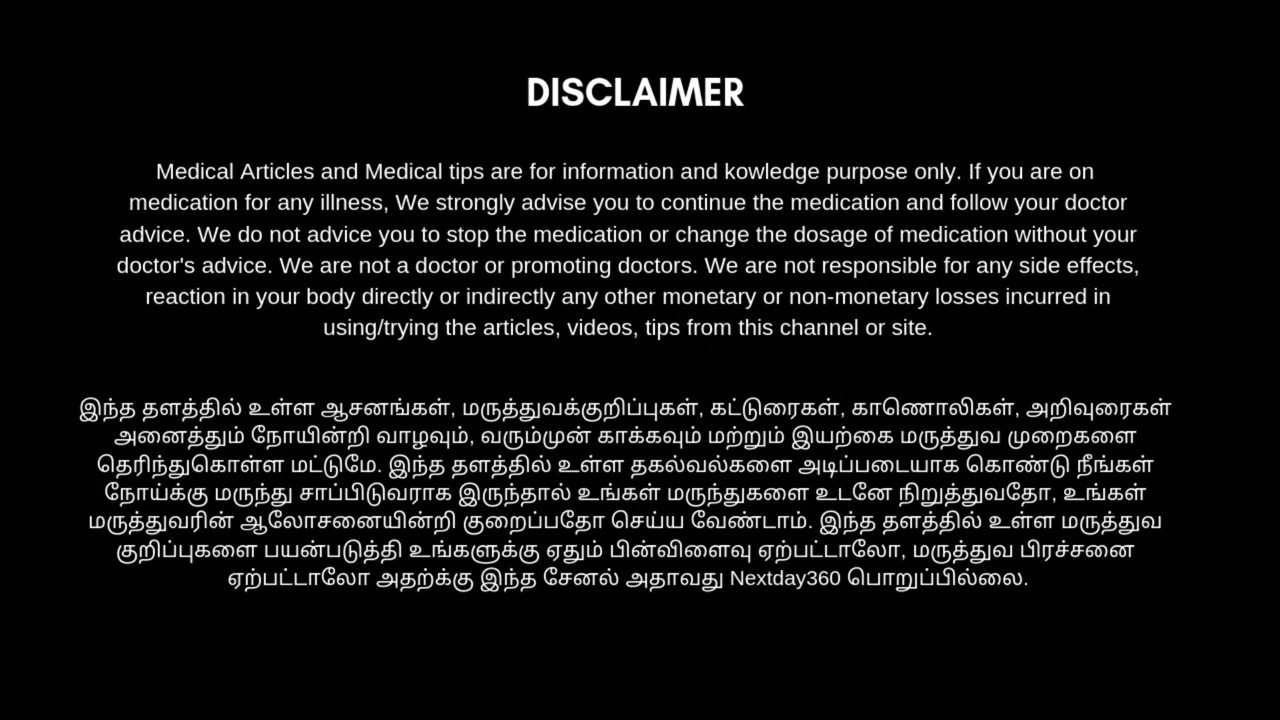 DISCLAIMER
Medical Articles and Medical tips are for information and kowledge purpose only. If you are on
medication for any illness, We strongly advise you to continue the medication and follow your doctor
advice. We do not advice you to stop the medication or change the dosage of medication without your
doctor's advice. We are not a doctor or promoting doctors. We are not responsible for any side effects,
reaction in your body directly or indirectly any other monetary or non-monetary losses incurred in
using/trying the articles, videos, tips from this channel or site.
இந்த தளத்தில் உள்ள ஆசனங்கள், மருத்துவக்குறிப்புகள், கட்டுரைகள், காணொலிகள், அறிவுரைகள்
அனைத்தும் நோயின்றி வாழவும், வரும்முன் காக்கவும் மற்றும் இயற்கை மருத்துவ முறைகளை
தெரிந்துகொள்ள மட்டுமே. இந்த தளத்தில் உள்ள தகல்வல்களை அடிப்படையாக கொண்டு நீங்கள்
நோய்க்கு மருந்து சாப்பிடுவராக இருந்தால் உங்கள் மருந்துகளை உடனே நிறுத்துவதோ, உங்கள்
மருத்துவரின் ஆலோசனையின்றி குறைப்பதோ செய்ய வேண்டாம். இந்த தளத்தில் உள்ள மருத்துவ
குறிப்புகளை பயன்படுத்தி உங்களுக்கு ஏதும் பின்விளைவு ஏற்பட்டாலோ, மருத்துவ பிரச்சனை
ஏற்பட்டாலோ அதற்க்கு இந்த சேனல் அதாவது Nextday360 பொறுப்பில்லை.